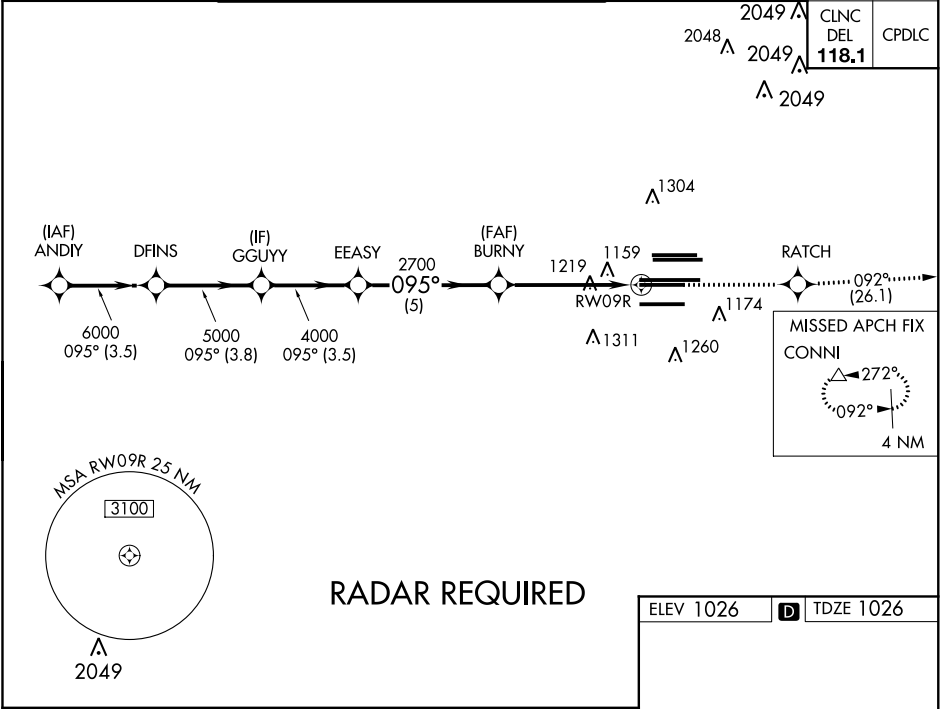 2049
CLNC
DEL
118.1
CPDLC
2048
2049
2049
1304
(IAF)
ANDIY
DFINS
(IF)
GGUYY
EEASY
(FAF)
BURNY
RATCH
2700
095°
(5)
1219
1159
RW09R
092°
(26.1)
6000
095° (3.5)
5000
095° (3.8)
4000
095° (3.5)
1174
1311
1260
MISSED APCH FIX
CONNI
272°
092°
4 NM
MSA RW09R 25 NM
3100
2049
RADAR REQUIRED
ELEV 1026
D
TDZE 1026